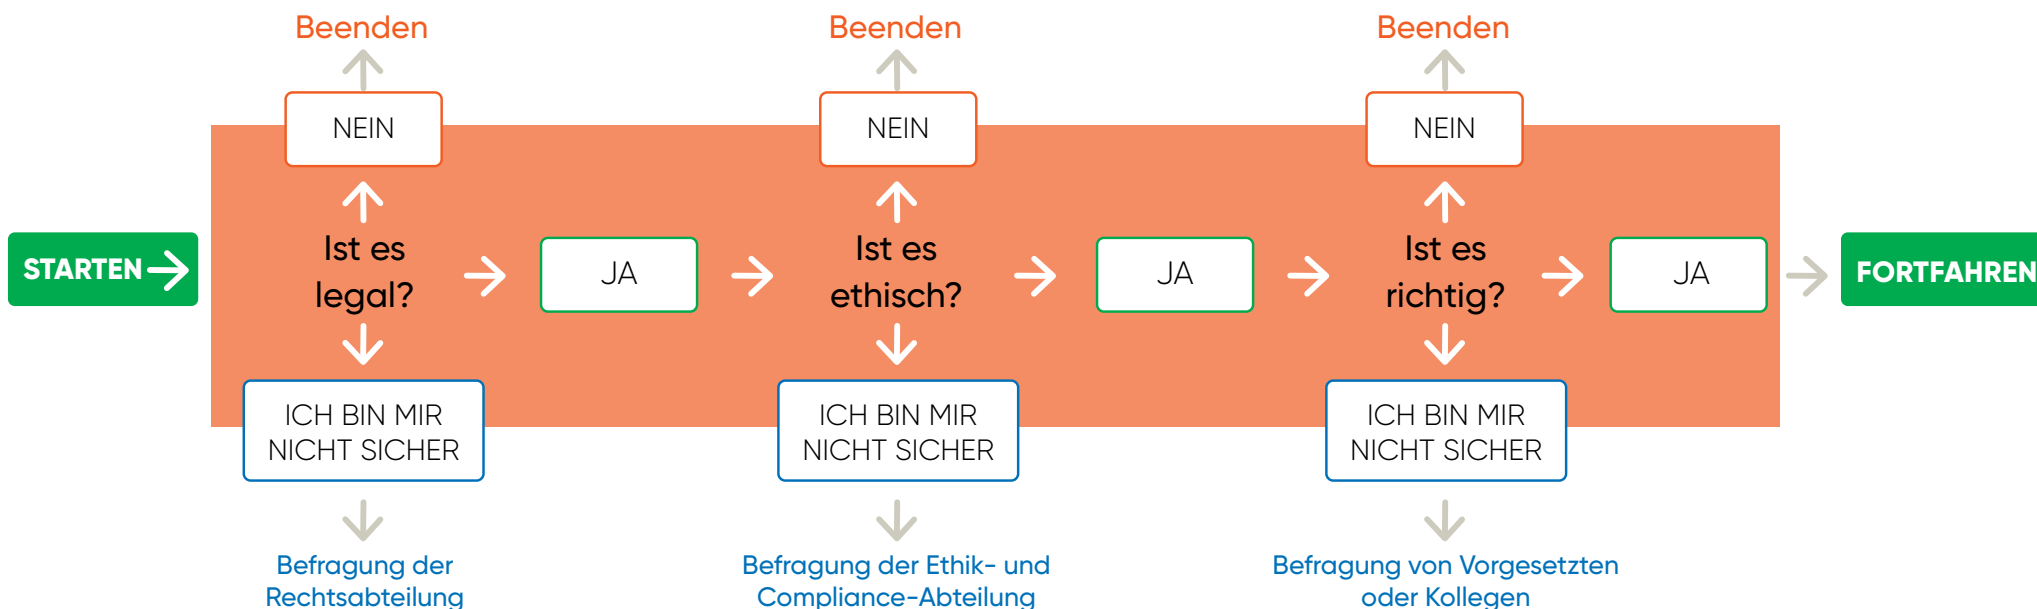 Beenden
Beenden
Beenden
NEIN
NEIN
NEIN
STARTEN
Ist es
legal?
JA
Ist es
ethisch?
JA
Ist es
richtig?
JA
FORTFAHREN
ICH BIN MIR
NICHT SICHER
ICH BIN MIR
NICHT SICHER
ICH BIN MIR
NICHT SICHER
Befragung der
Rechtsabteilung
Befragung der Ethik- und
Compliance-Abteilung
Befragung von Vorgesetzten
oder Kollegen